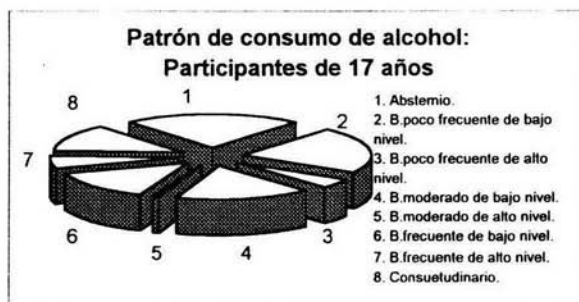 Patrón de consumo de alcohol:
Participantes de 17 años
1
8
2
7
6
5
4
3
1. Abstemio.
2. B.poco frecuente de bajo
nivel.
3. B.poco frecuente de alto
nivel.
4. B.moderado de bajo nivel.
5. B.moderado de alto nivel.
6. B.frecuente de bajo nivel.
7. B.frecuente de alto nivel.
8. Consuetudinario.